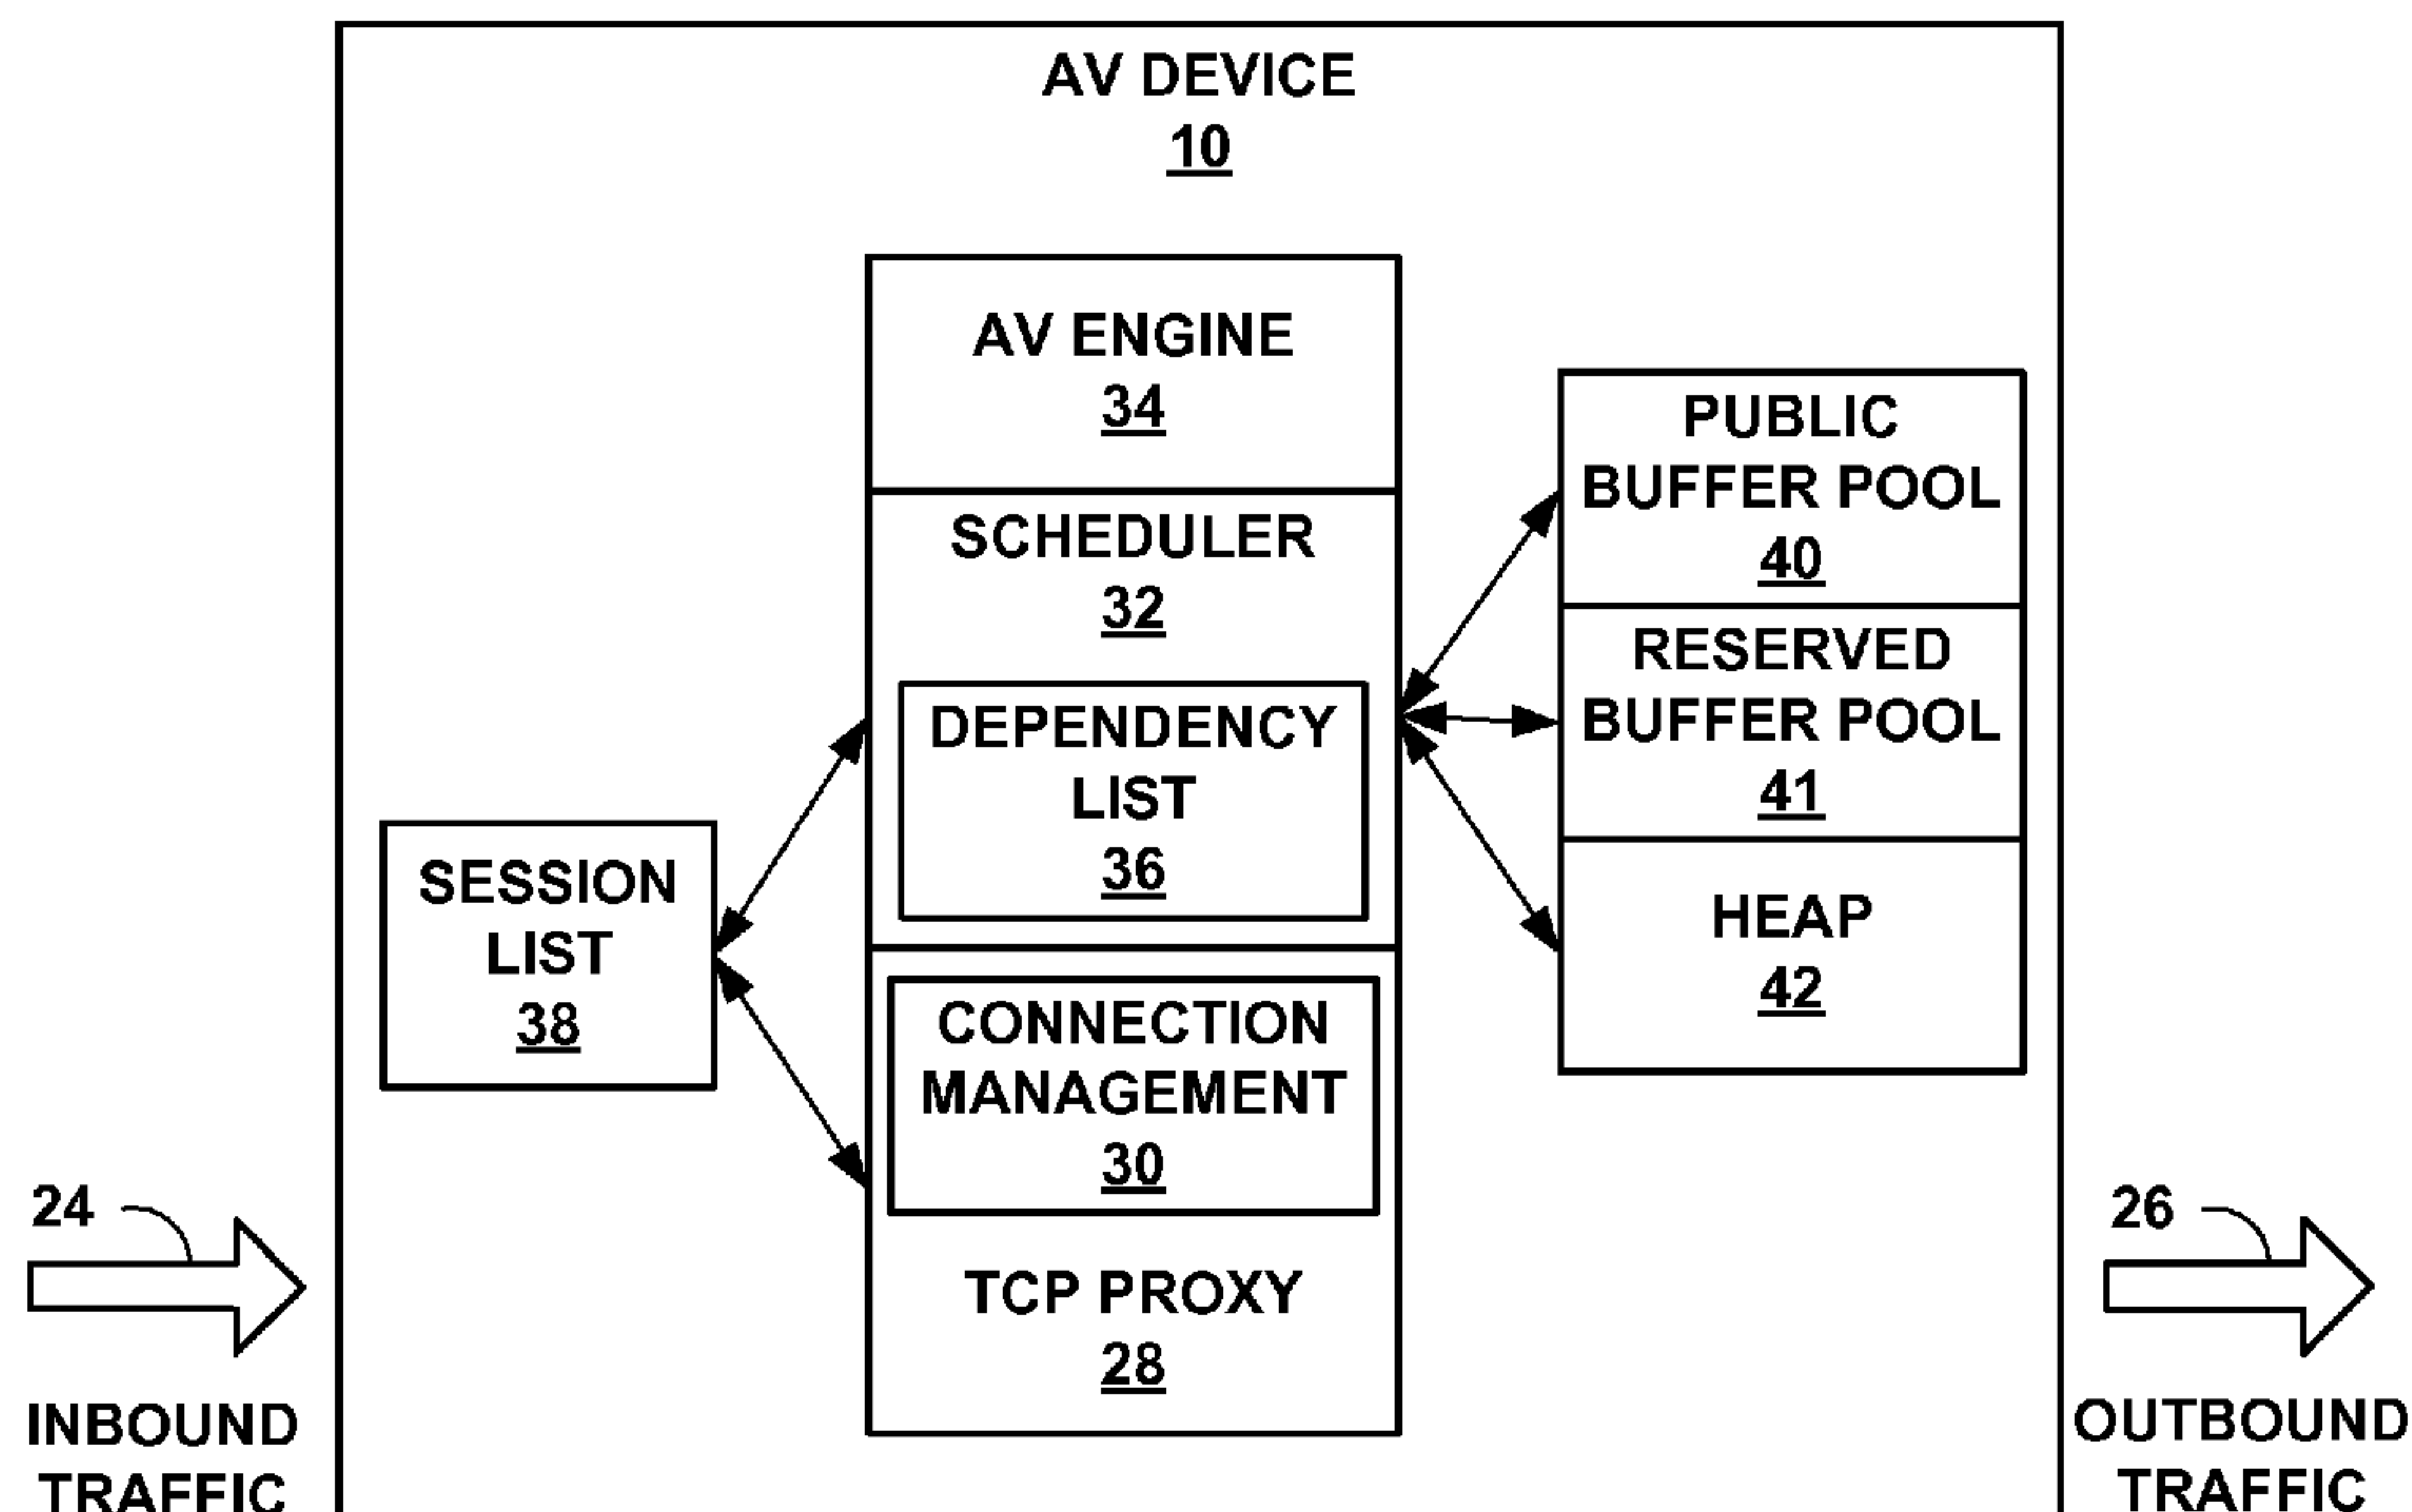 AV DEVICE
10
AV ENGINE
34
SCHEDULER
32
DEPENDENCY
LIST
36
CONNECTION
MANAGEMENT
30
TCP PROXY
28
SESSION
LIST
38
PUBLIC
BUFFER POOL
40
RESERVED
BUFFER POOL
41
HEAP
42
24
INBOUND
TRAFFIC
26
OUTBOUND
TRAFFIC